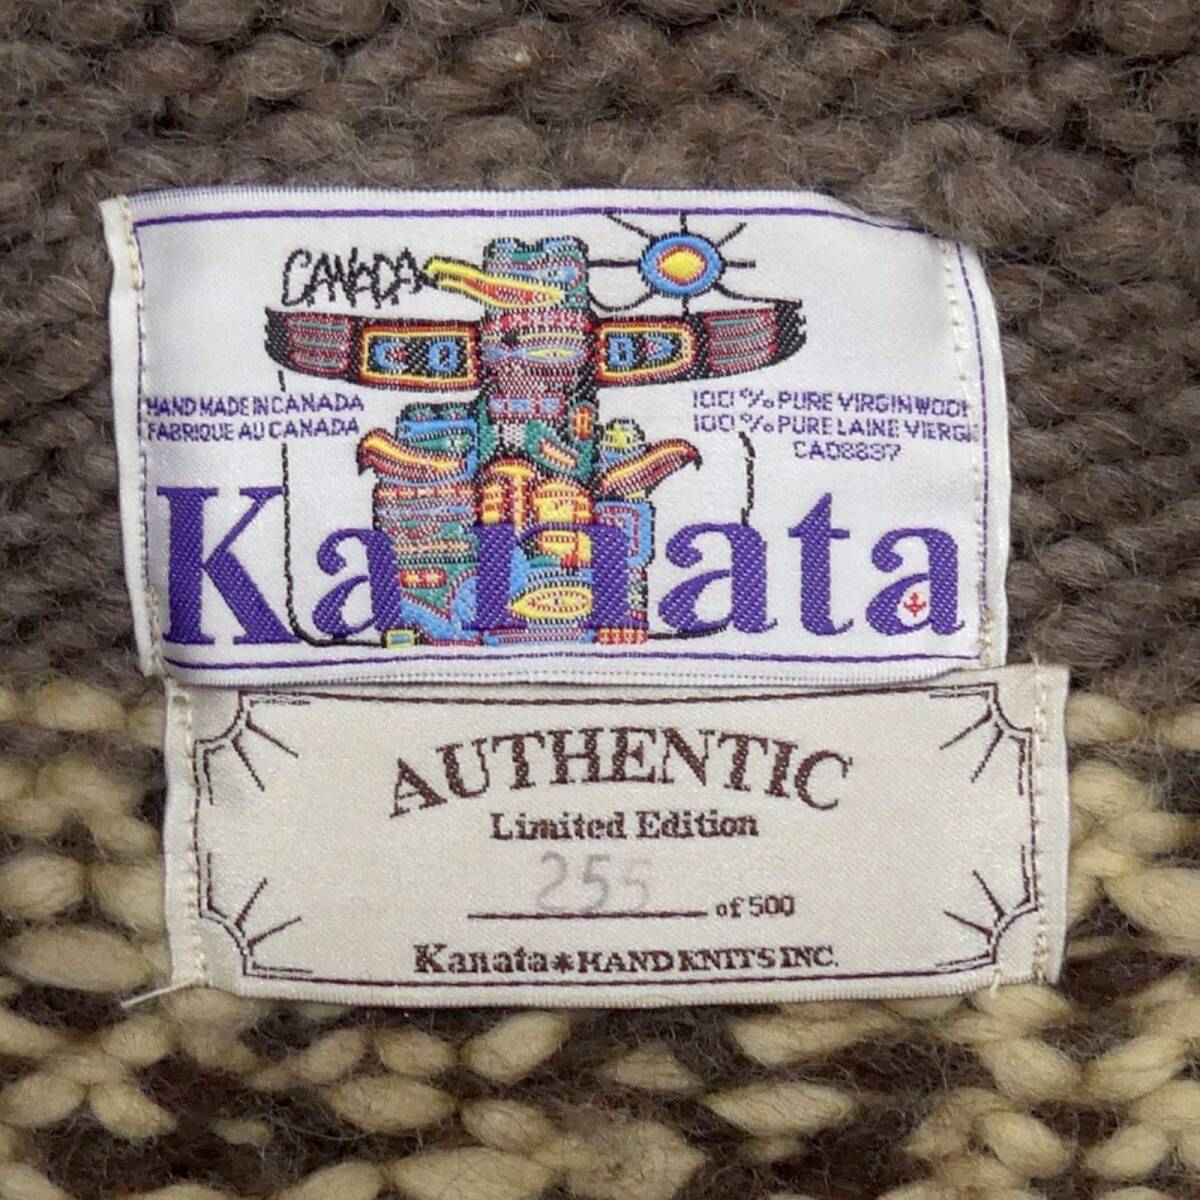 CANADA
HAND MADE IN CANADA
FABRIQUE AU CANADA
100 % PURE VIRGIN WOOL
100 % PURE LAINE VIERGE
CA08837
Kanata
AUTHENTIC
Limited Edition
255 of 500
Kanata*HAND KNITS INC.